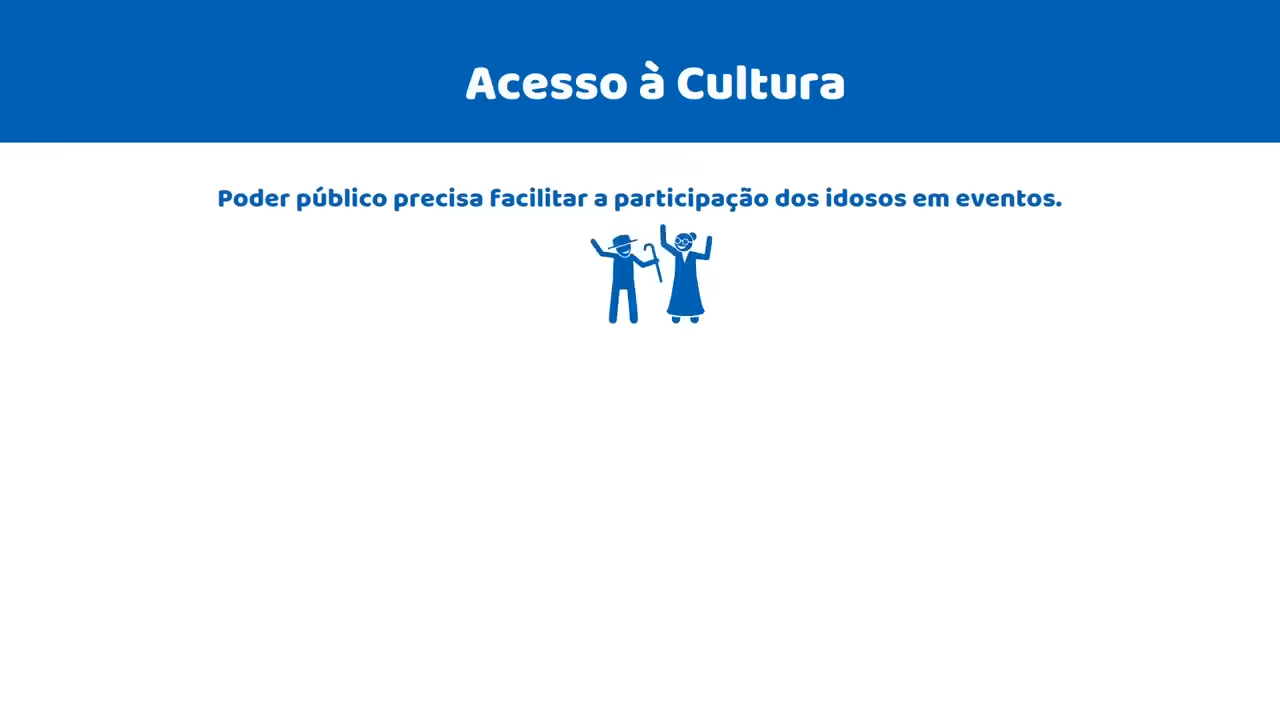 Acesso à Cultura
Poder público precisa facilitar a participação dos idosos em eventos.